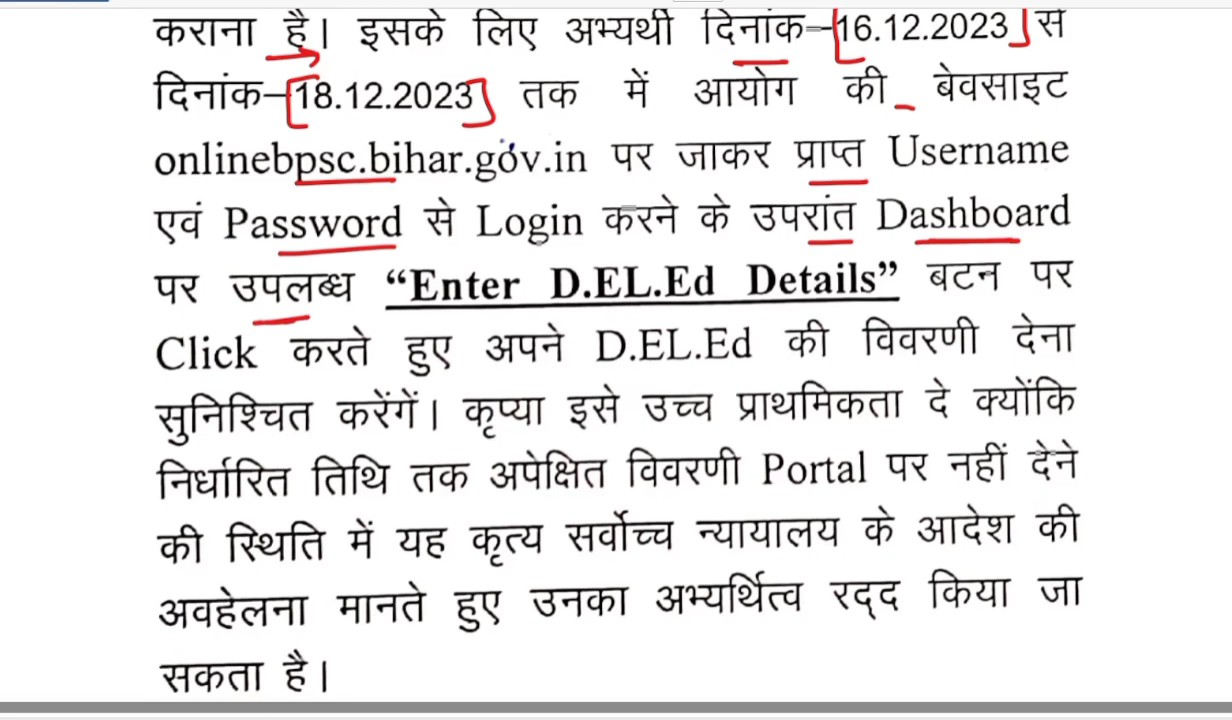 कराना है। इसके लिए अभ्यर्थी दिनांक–16.12.2023 से
दिनांक–18.12.2023 तक में आयोग की बेवसाइट
onlinebpsc.bihar.gov.in पर जाकर प्राप्त Username
एवं Password से Login करने के उपरांत Dashboard
पर उपलब्ध “Enter D.EL.Ed Details” बटन पर
Click करते हुए अपने D.EL.Ed की विवरणी देना
सुनिश्चित करेंगें। कृप्या इसे उच्च प्राथमिकता दे क्योंकि
निर्धारित तिथि तक अपेक्षित विवरणी Portal पर नहीं देने
की स्थिति में यह कृत्य सर्वोच्च न्यायालय के आदेश की
अवहेलना मानते हुए उनका अभ्यर्थित्व रद्द किया जा
सकता है।